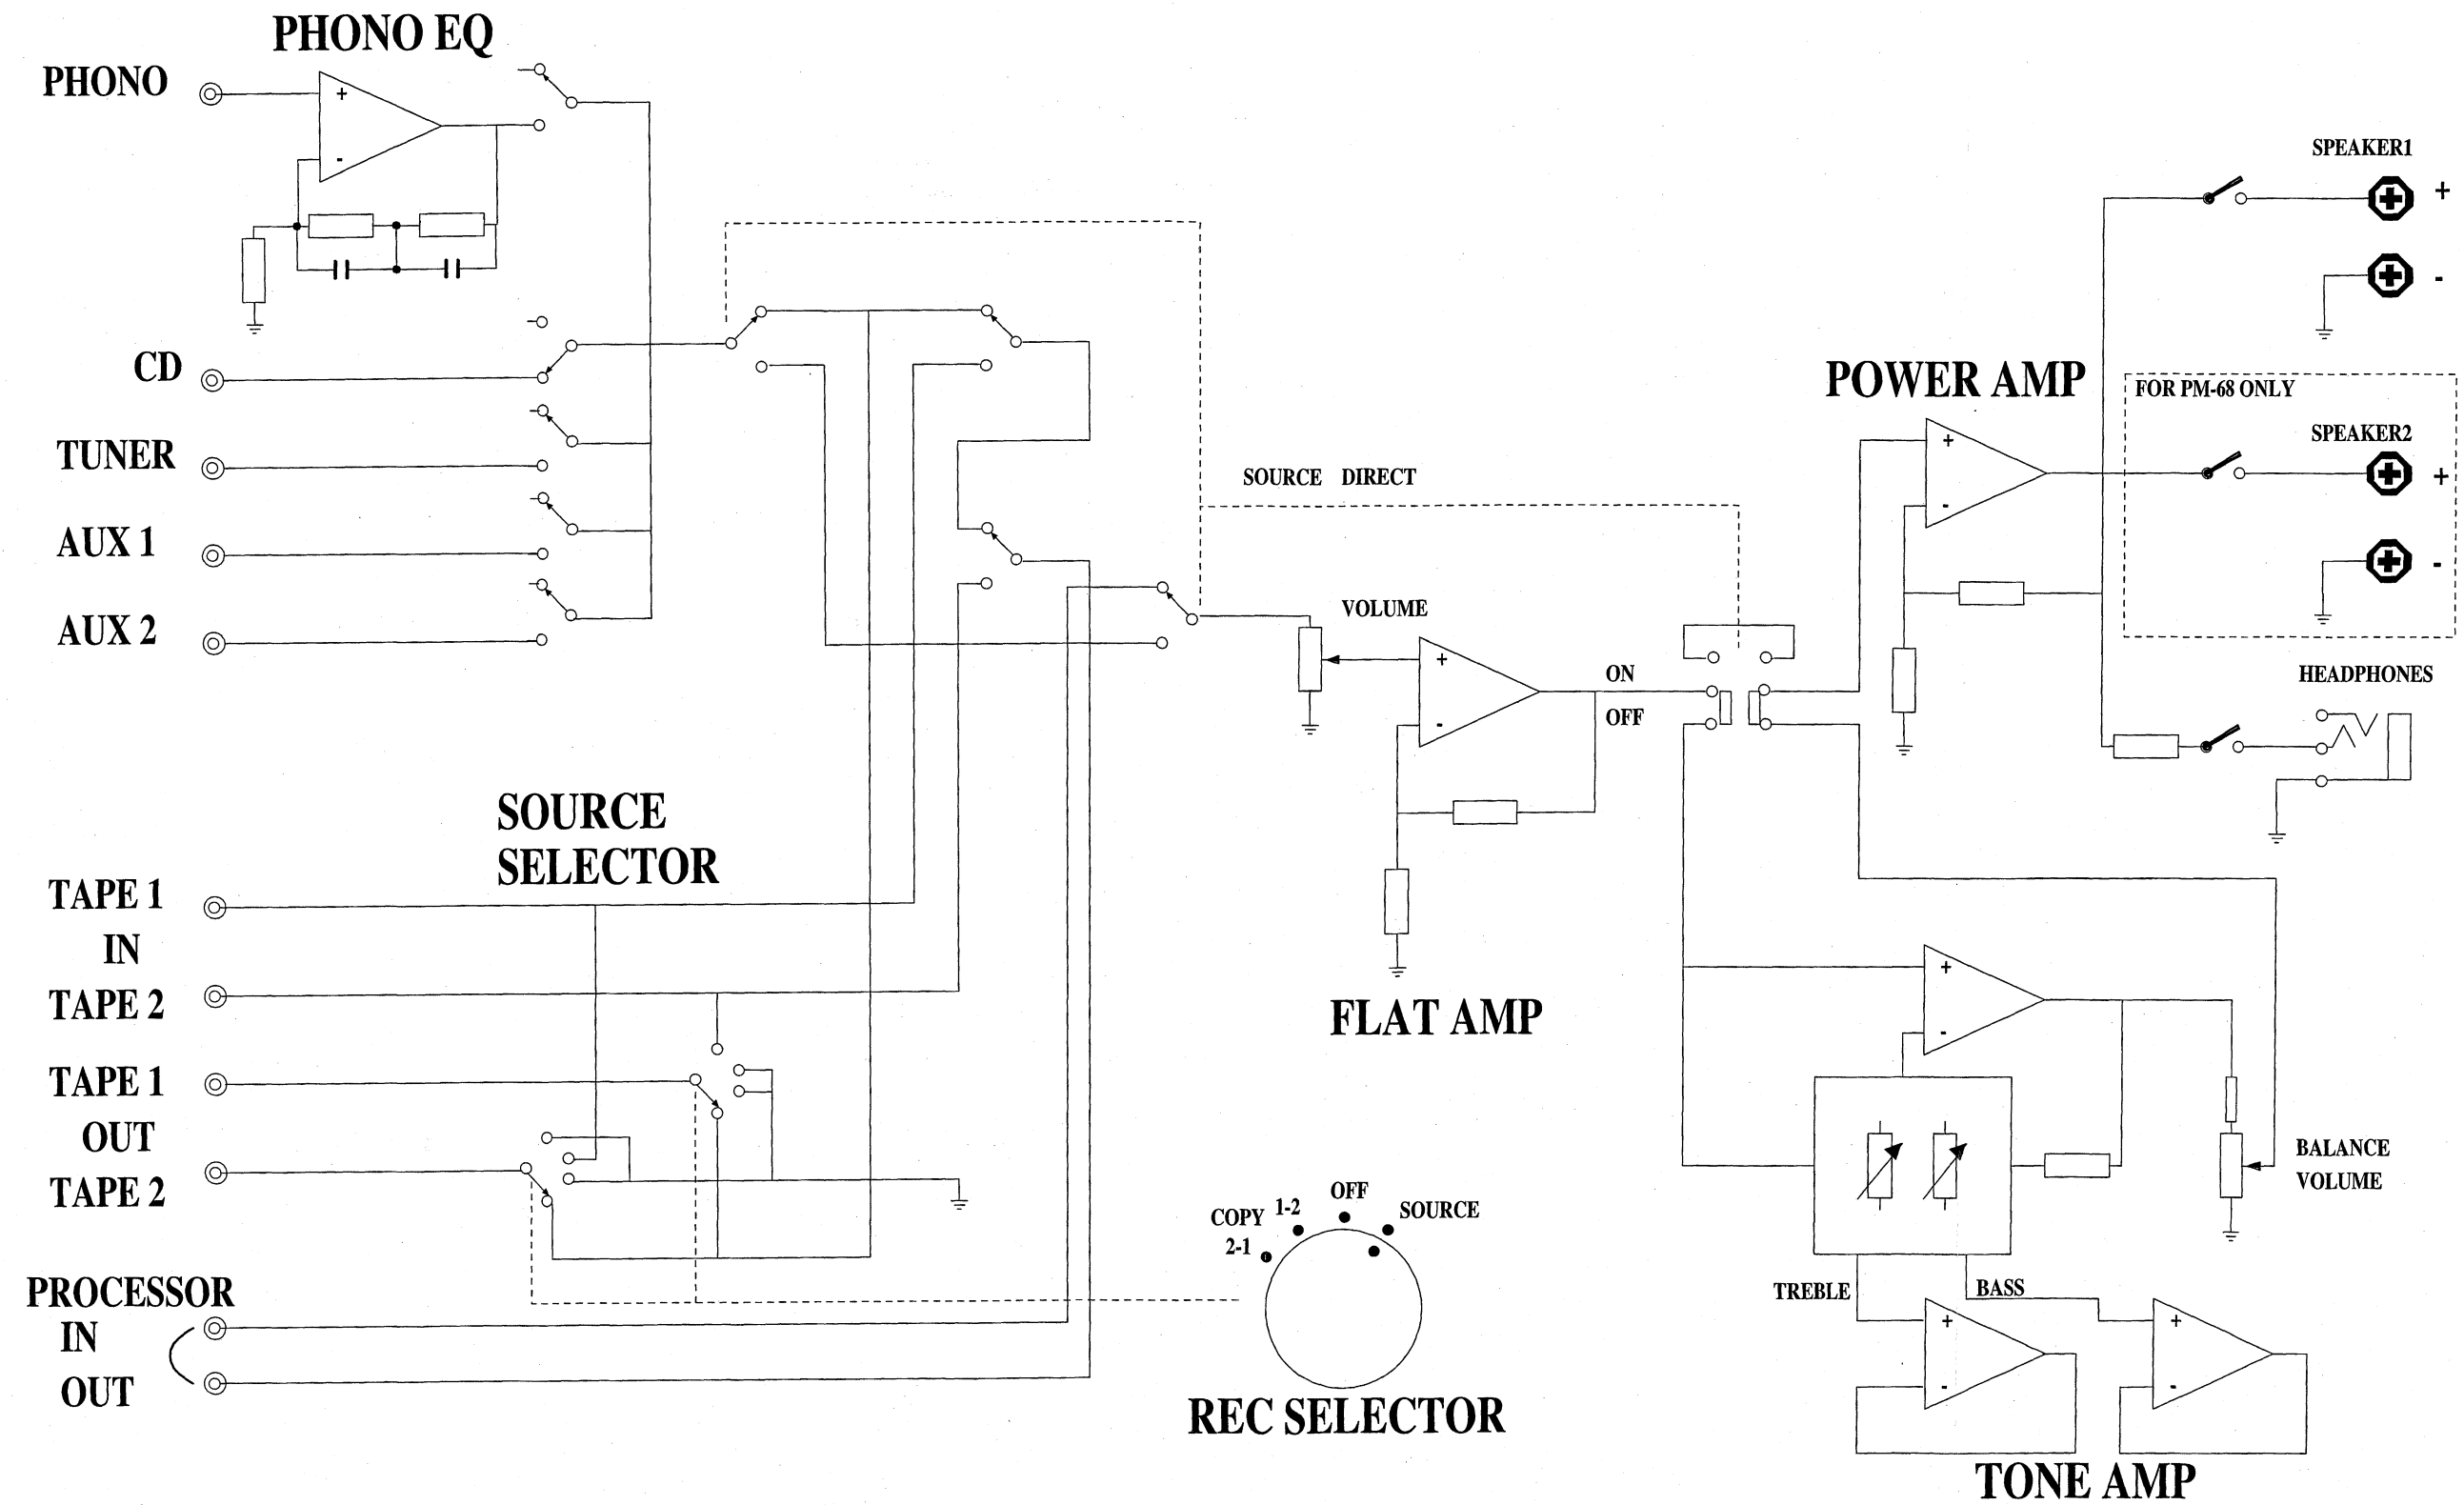 PHONO EQ
PHONO
+
-
CD
TUNER
AUX 1
AUX 2
SOURCE
SELECTOR
TAPE 1
IN
TAPE 2
TAPE 1
OUT
TAPE 2
PROCESSOR
IN
OUT
SOURCE DIRECT
VOLUME
+
-
ON
OFF
FLAT AMP
COPY 1-2
2-1
OFF
SOURCE
REC SELECTOR
POWER AMP
+
-
SPEAKER1
+
-
FOR PM-68 ONLY
SPEAKER2
+
-
HEADPHONES
+
-
BALANCE
VOLUME
TREBLE
BASS
+
-
+
-
TONE AMP